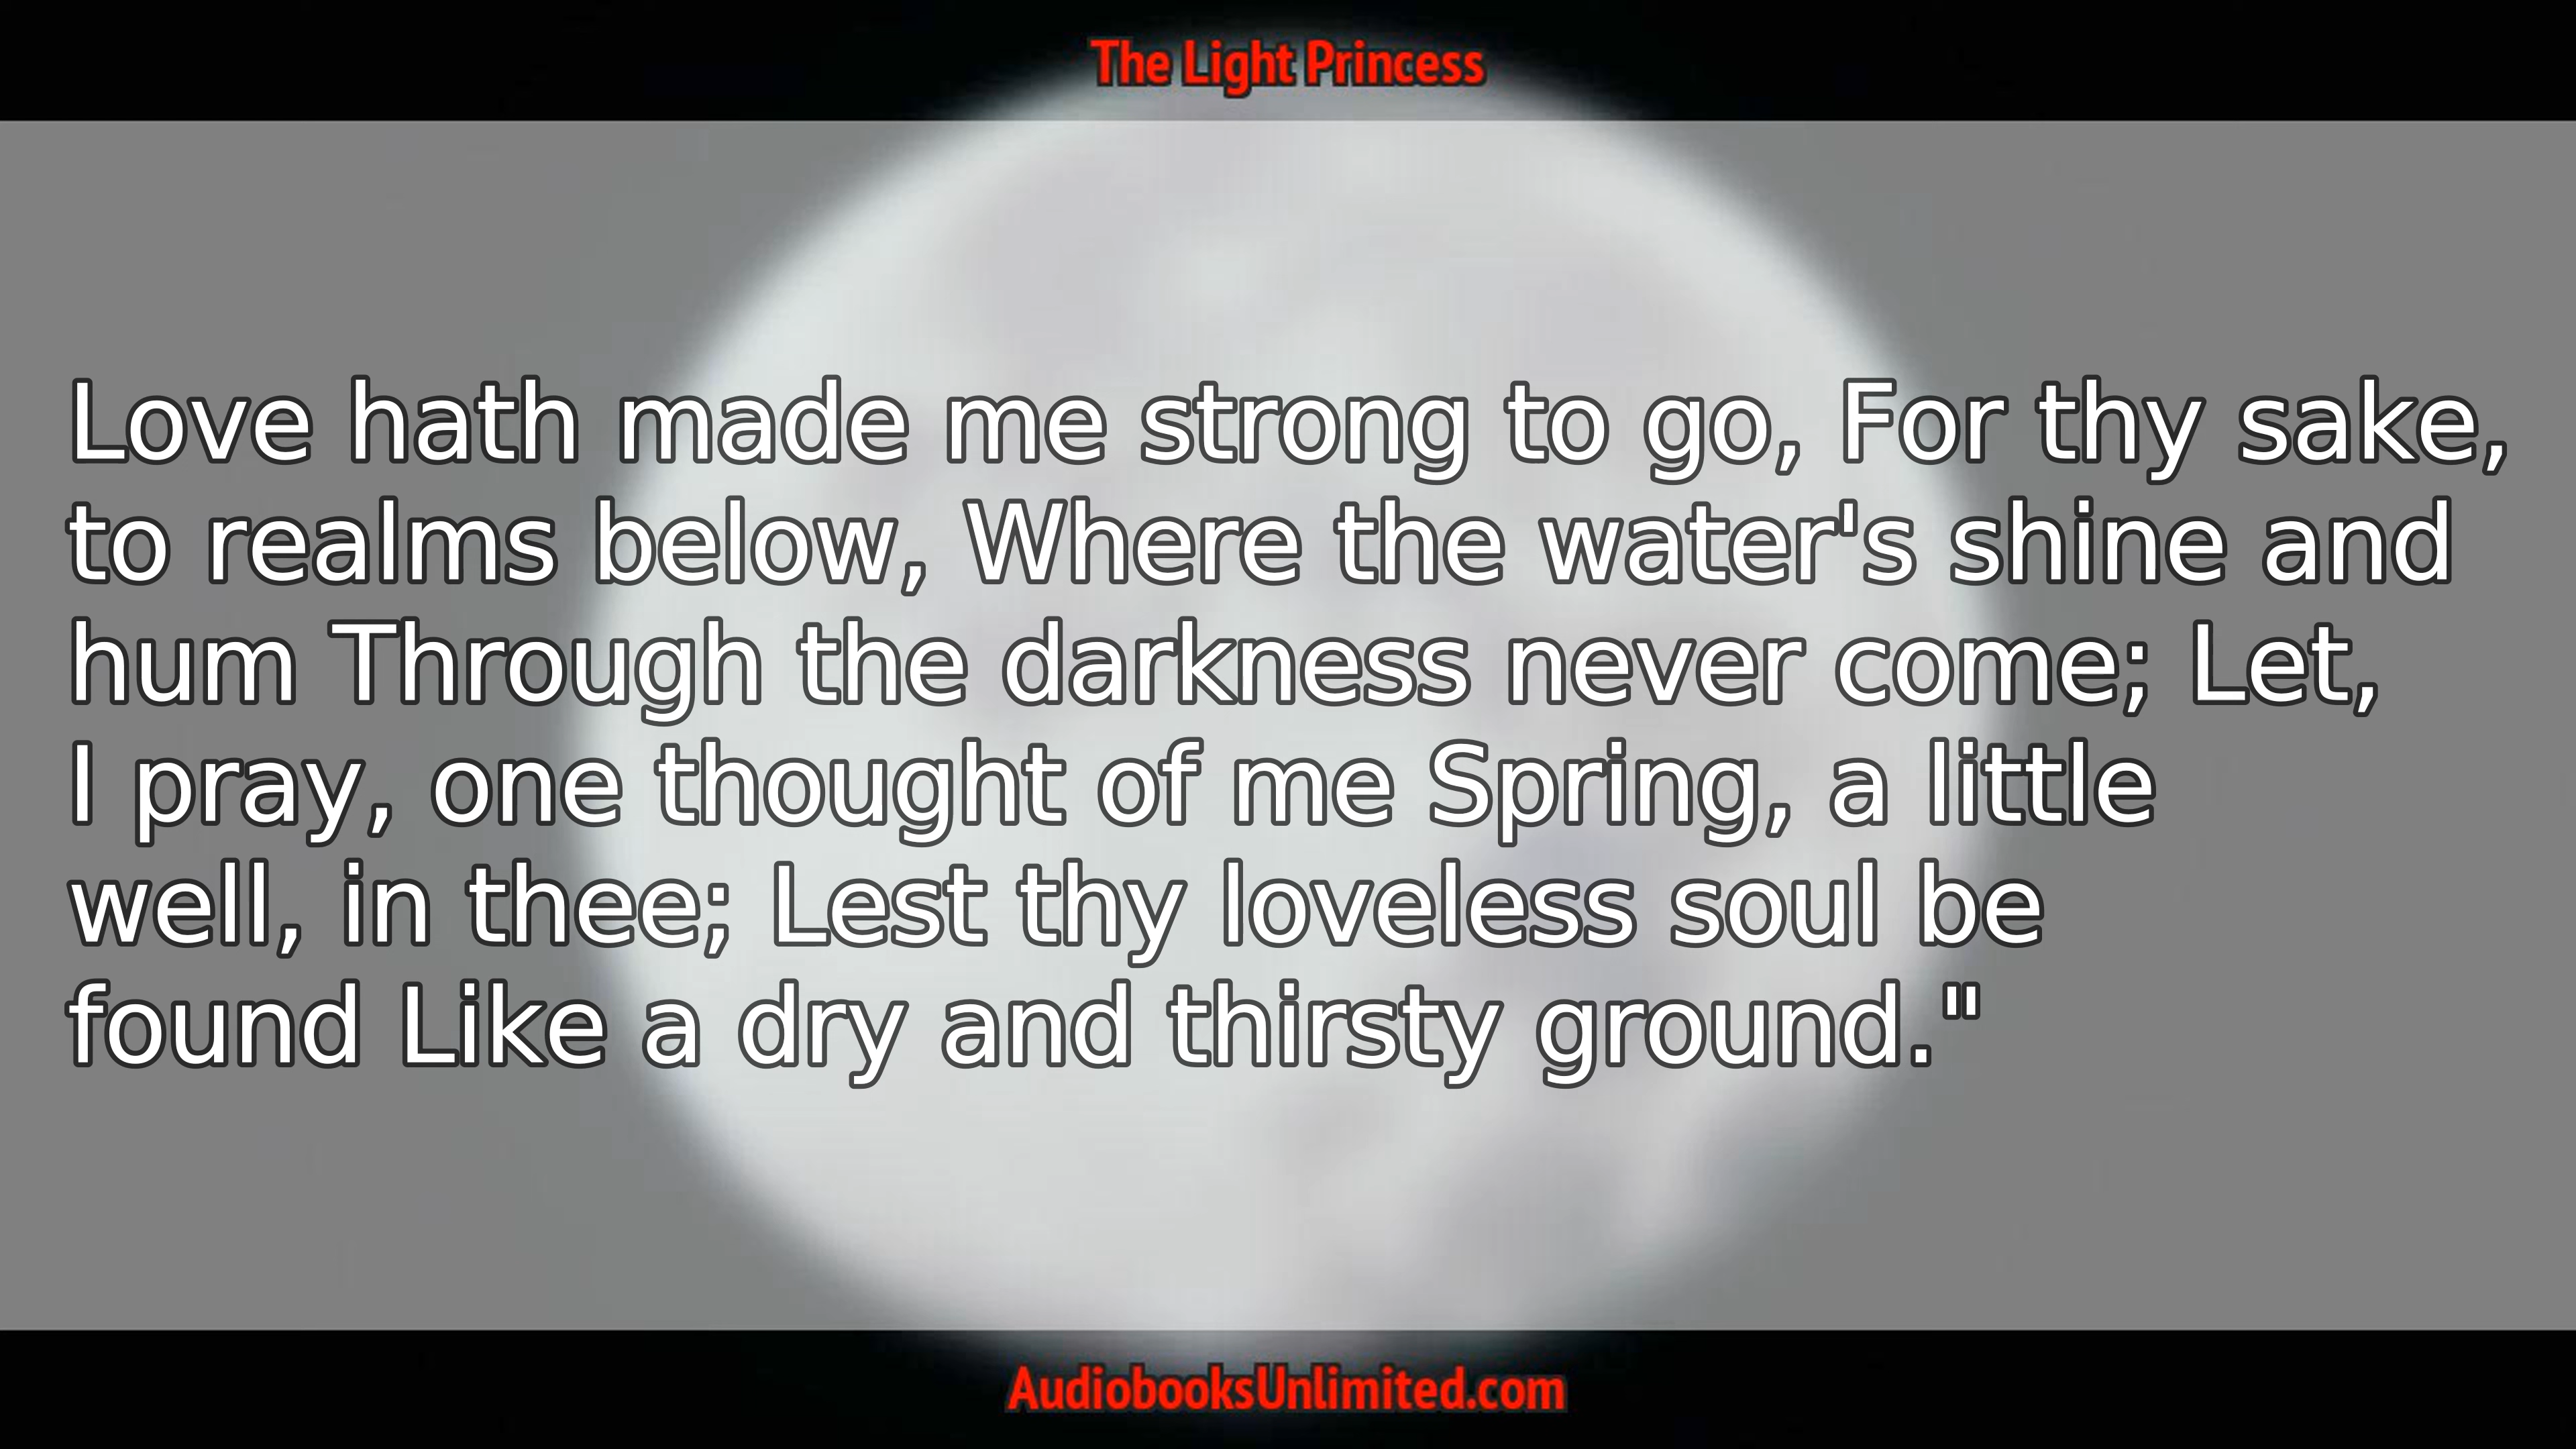 The Light Princess
Love hath made me strong to go, For thy sake,
to realms below, Where the water's shine and
hum Through the darkness never come; Let,
I pray, one thought of me Spring, a little
well, in thee; Lest thy loveless soul be
found Like a dry and thirsty ground."
AudiobooksUnlimited.com